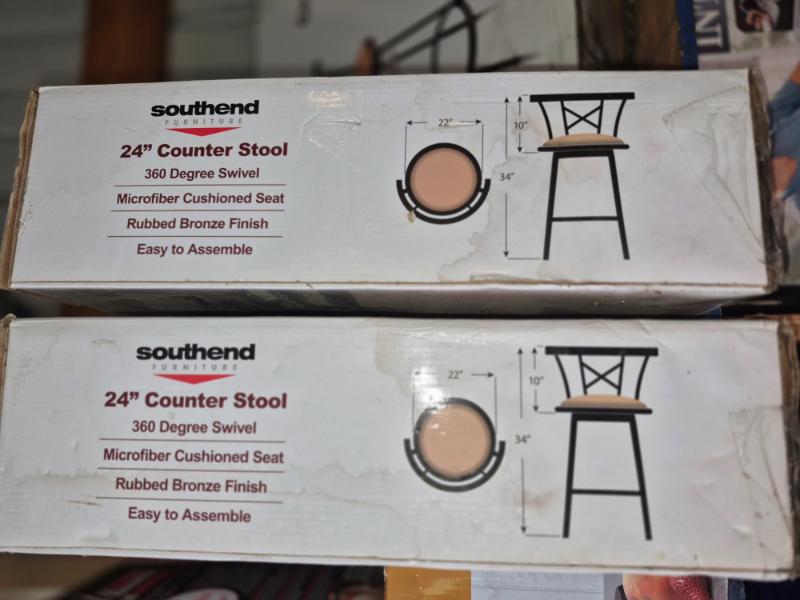 INT
southend
FURNITURE
24” Counter Stool
360 Degree Swivel
Microfiber Cushioned Seat
Rubbed Bronze Finish
Easy to Assemble
22"
10"
34"
southend
FURNITURE
24” Counter Stool
360 Degree Swivel
Microfiber Cushioned Seat
Rubbed Bronze Finish
Easy to Assemble
22"
10"
34"